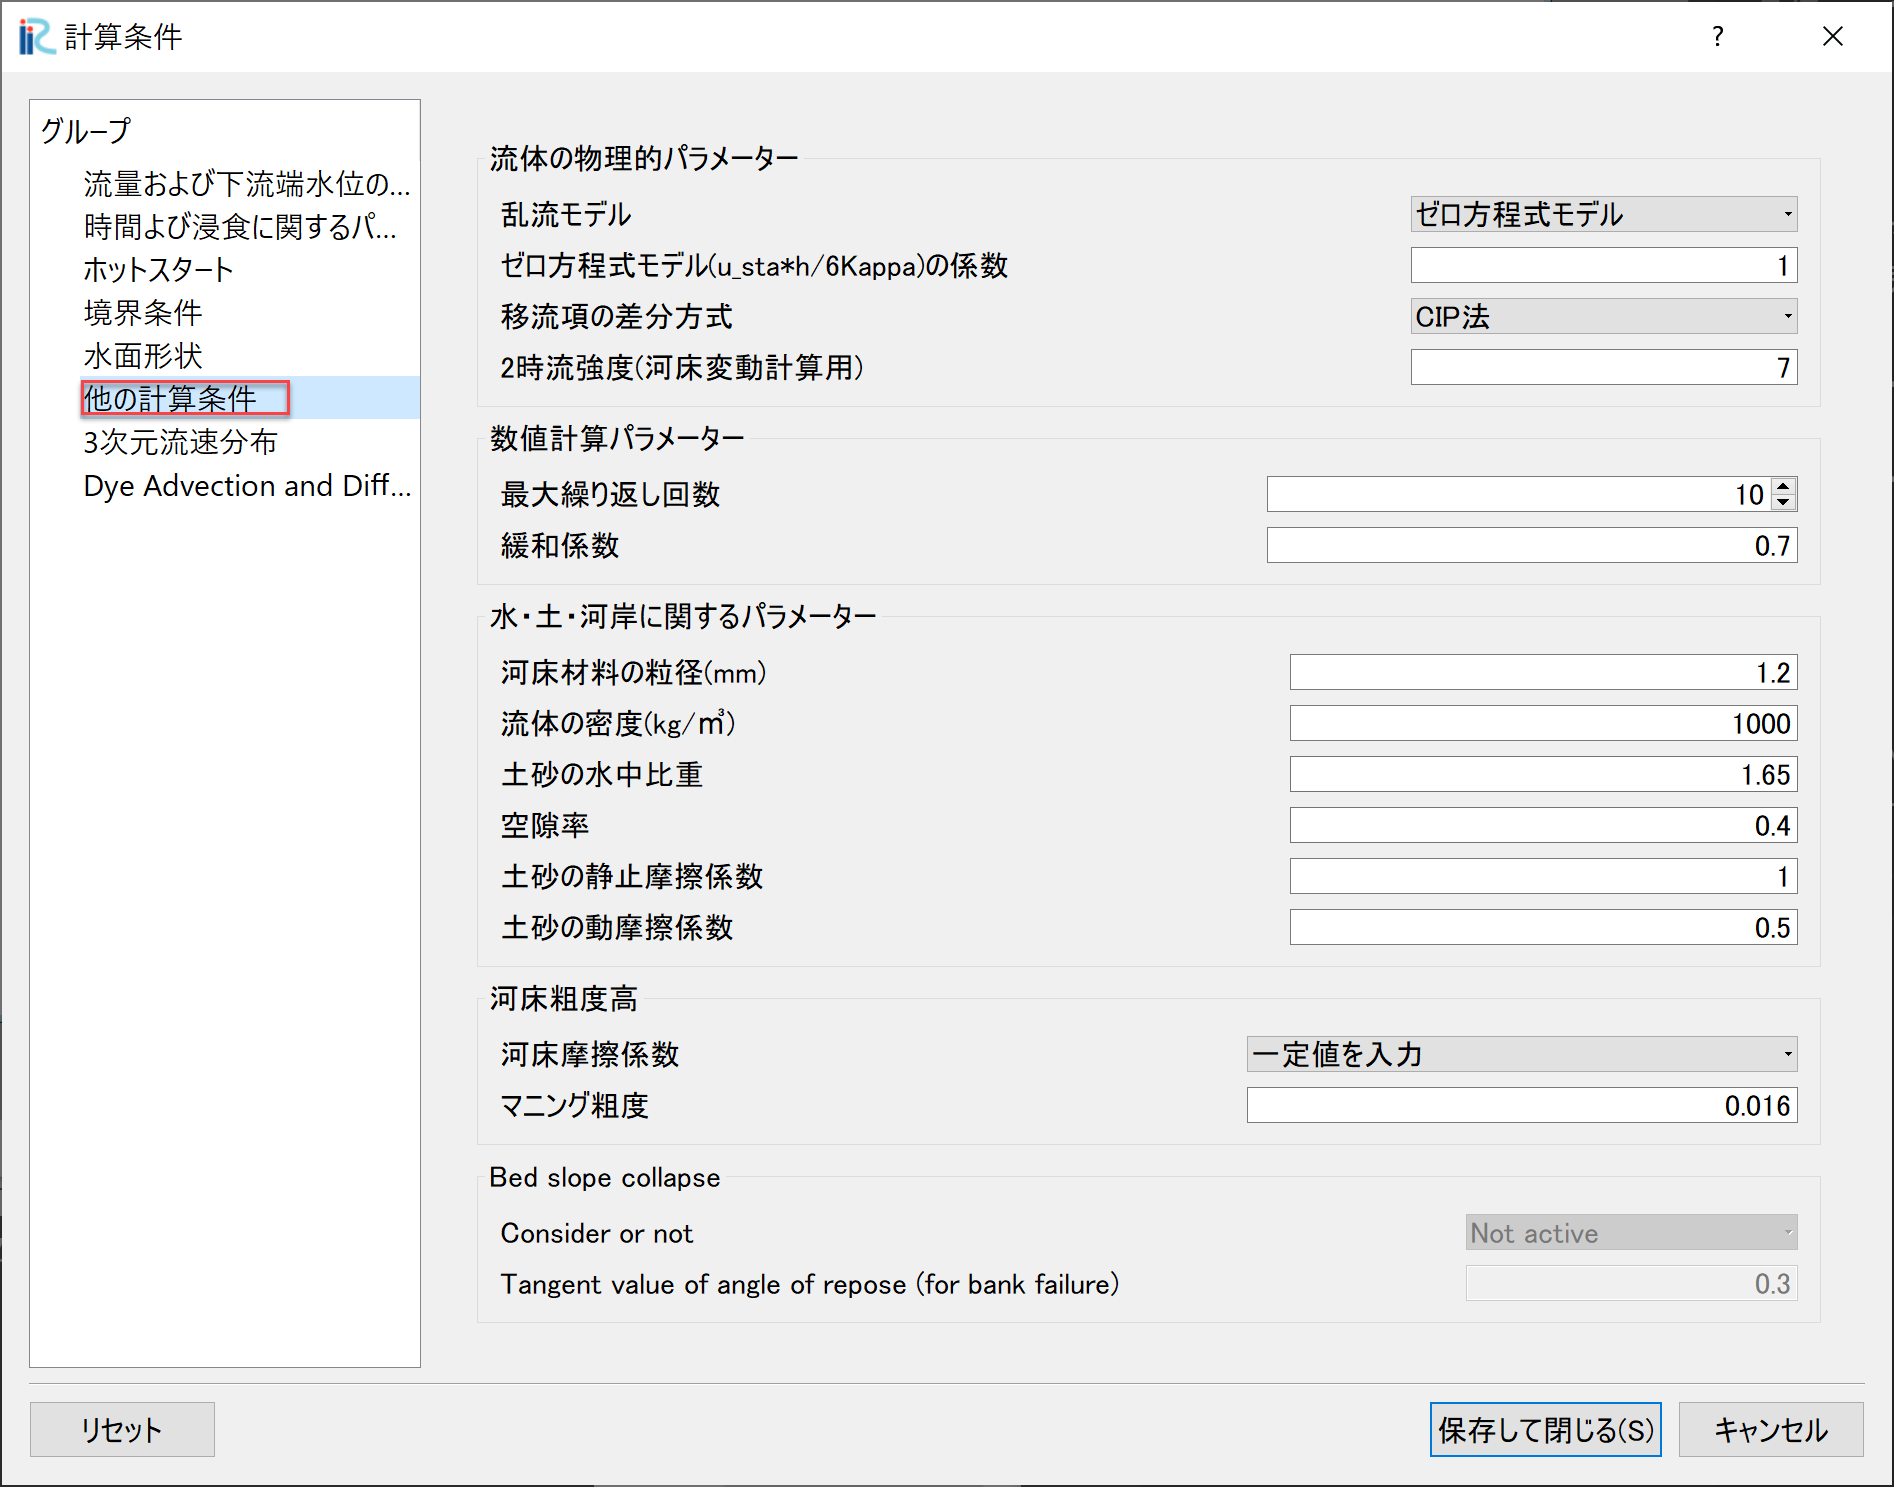 iRiC 計算条件
?
グループ
流量および下流端水位の...
時間よび浸食に関するパ...
ホットスタート
境界条件
水面形状
他の計算条件
3次元流速分布
Dye Advection and Diff...
流体の物理的パラメーター
乱流モデル ゼロ方程式モデル
ゼロ方程式モデル(u_sta*h/6Kappa)の係数 1
移流項の差分方式 CIP法
2時流強度(河床変動計算用) 7
数値計算パラメーター
最大繰り返し回数 10
緩和係数 0.7
水・土・河岸に関するパラメーター
河床材料の粒径(mm) 1.2
流体の密度(kg/㎥) 1000
土砂の水中比重 1.65
空隙率 0.4
土砂の静止摩擦係数 1
土砂の動摩擦係数 0.5
河床粗度高
河床摩擦係数 一定値を入力
マニング粗度 0.016
Bed slope collapse
Consider or not Not active
Tangent value of angle of repose (for bank failure) 0.3
リセット 保存して閉じる(S) キャンセル